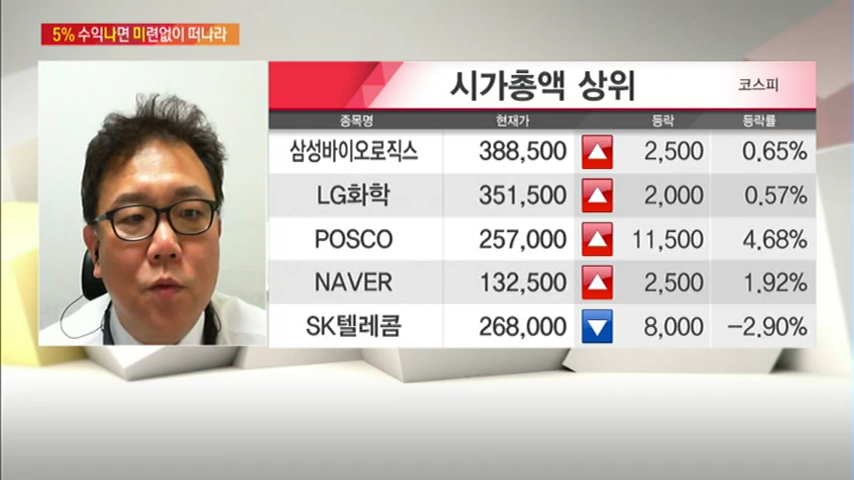 5% 수익나면 미련없이 떠나라
시가총액 상위
코스피
종목명 현재가 등락 등락률
삼성바이오로직스 388,500 ▲ 2,500 0.65%
LG화학 351,500 ▲ 2,000 0.57%
POSCO 257,000 ▲ 11,500 4.68%
NAVER 132,500 ▲ 2,500 1.92%
SK텔레콤 268,000 ▼ 8,000 -2.90%